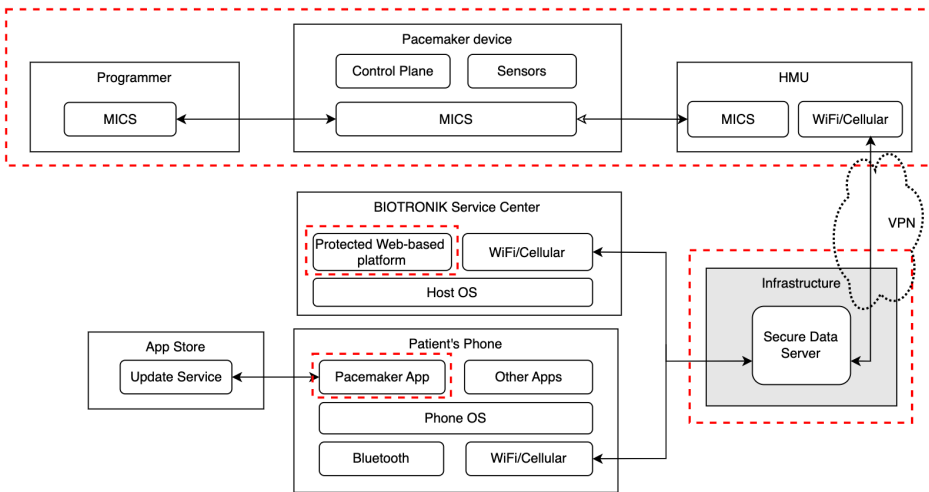 Pacemaker device
Control Plane
Sensors
MICS
Programmer
MICS
HMU
MICS
WiFi/Cellular
VPN
BIOTRONIK Service Center
Protected Web-based
platform
WiFi/Cellular
Host OS
Infrastructure
Secure Data
Server
App Store
Update Service
Patient's Phone
Pacemaker App
Other Apps
Phone OS
Bluetooth
WiFi/Cellular